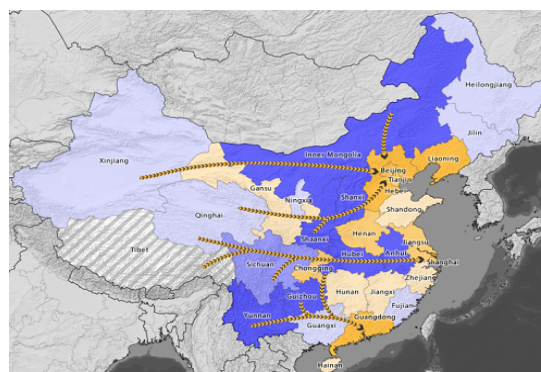 Heilongjiang
Jilin
Inner Mongolia
Liaoning
Xinjiang
Beijing
Tianjin
Gansu
Hebei
Ningxia
Shanxi
Shandong
Qinghai
Shaanxi
Henan
Jiangsu
Tibet
Hubei
Anhui
Shanghai
Sichuan
Chongqing
Zhejiang
Guizhou
Hunan
Jiangxi
Fujian
Yunnan
Guangxi
Guangdong
Hainan